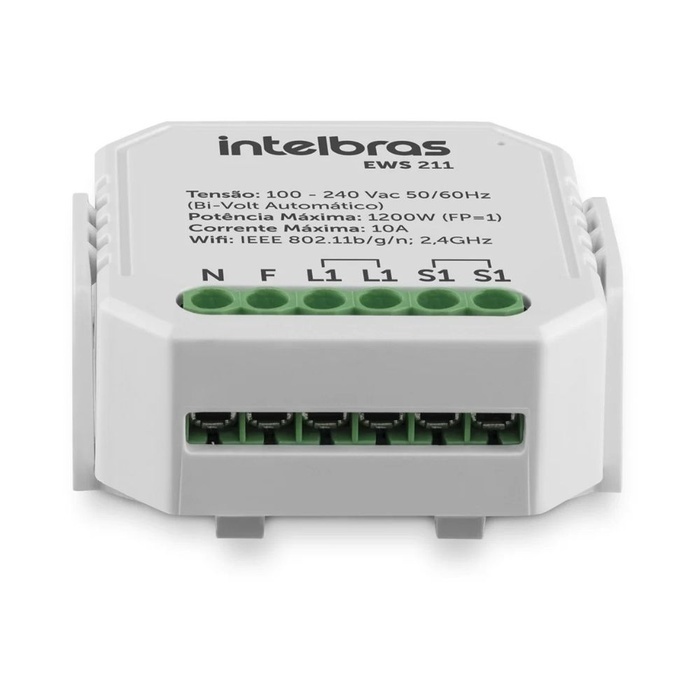 intelbras
EWS 211
Tensão: 100 - 240 Vac 50/60Hz
(Bi-Volt Automático)
Potência Máxima: 1200W (FP=1)
Corrente Máxima: 10A
Wifi: IEEE 802.11b/g/n; 2,4GHz
N F L1 L1 S1 S1